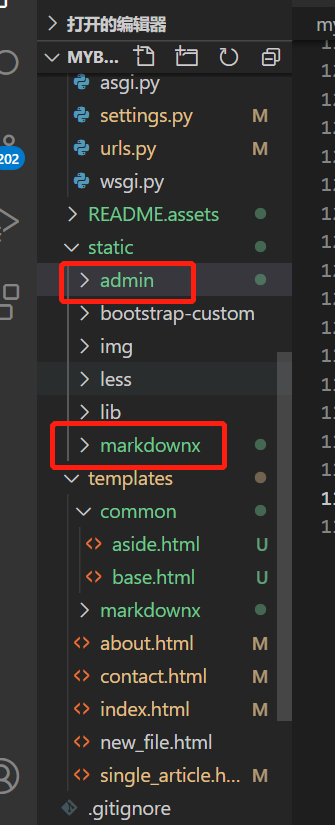 打开的编辑器
my
MYB...
asgi.py
settings.py M
urls.py M
wsgi.py
202
README.assets
static
admin
bootstrap-custom
img
less
lib
markdownx
templates
common
aside.html U
base.html U
markdownx
about.html M
contact.html M
index.html M
new_file.html
single_article.h... M
.gitignore